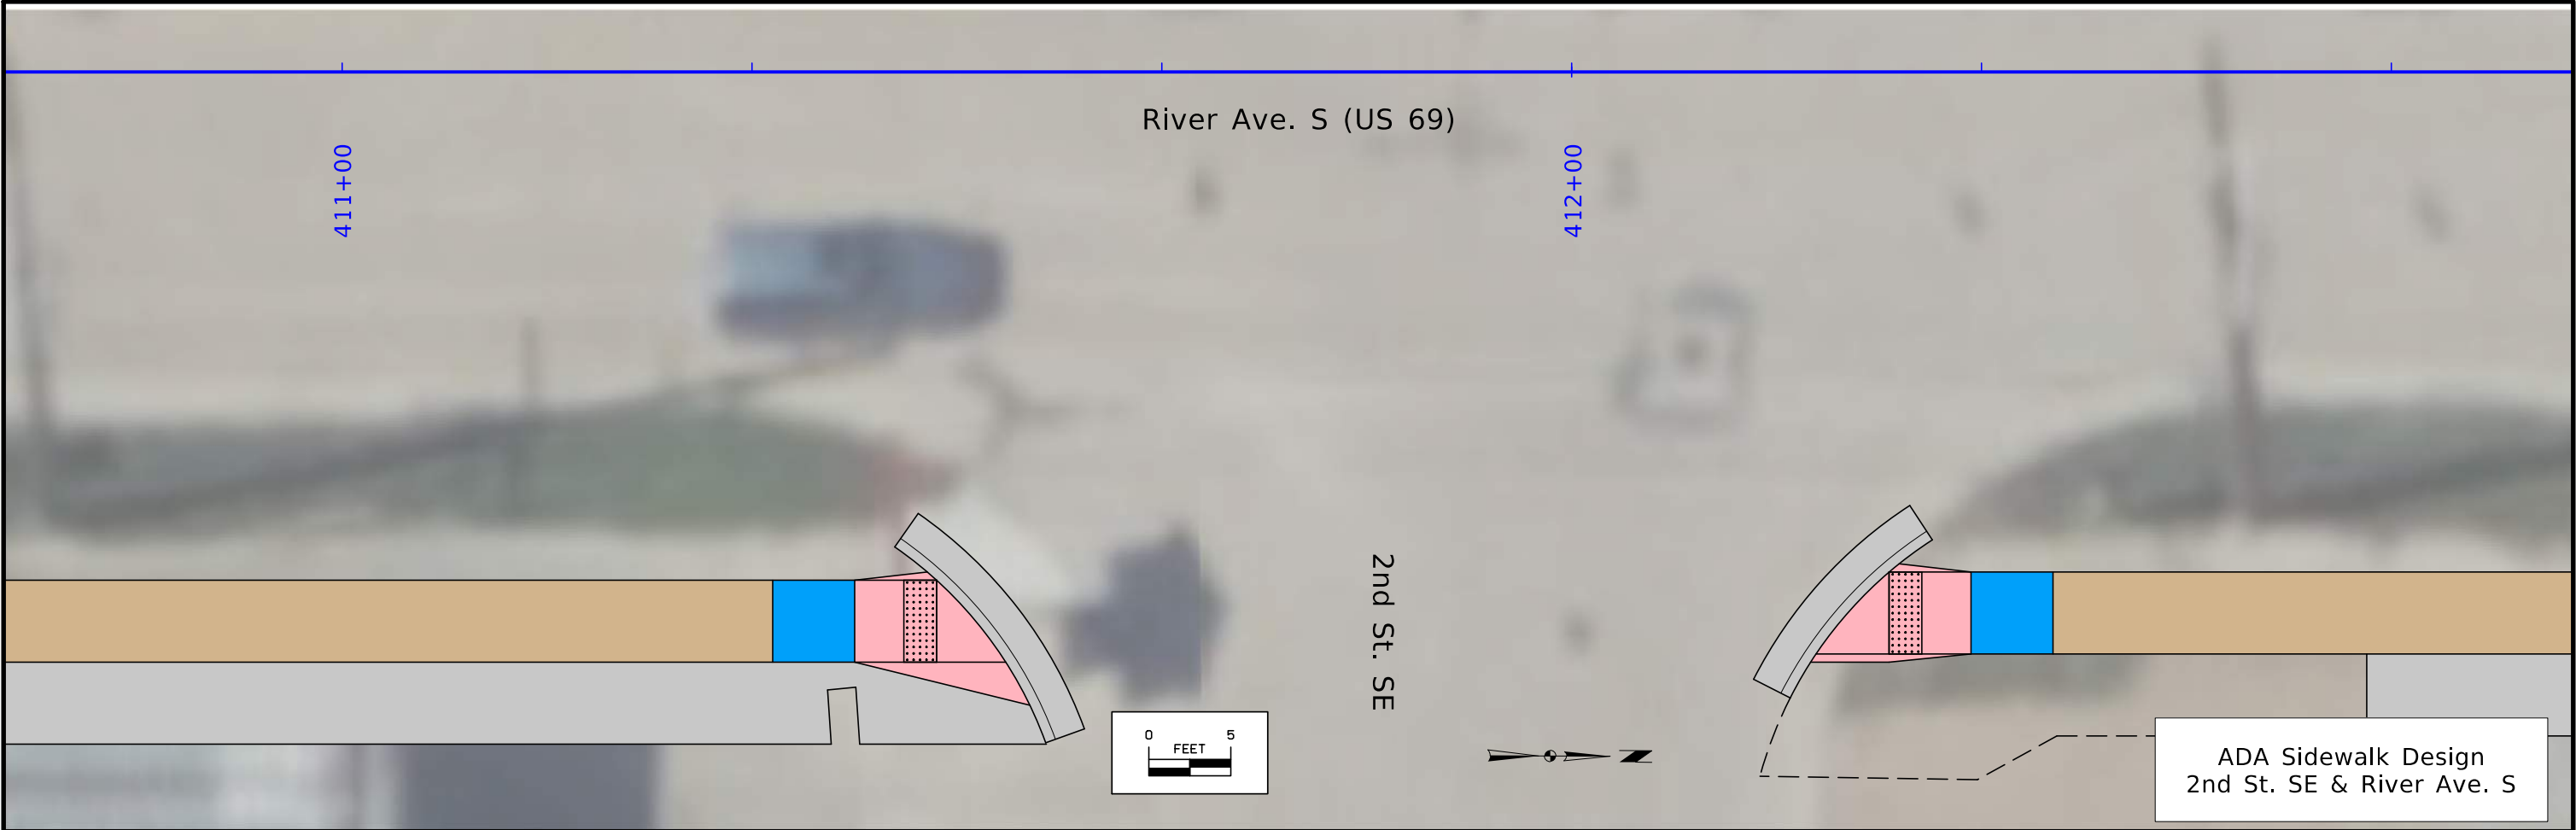 River Ave. S (US 69)
411+00
412+00
2nd St. SE
0 5
FEET
N
ADA Sidewalk Design
2nd St. SE & River Ave. S